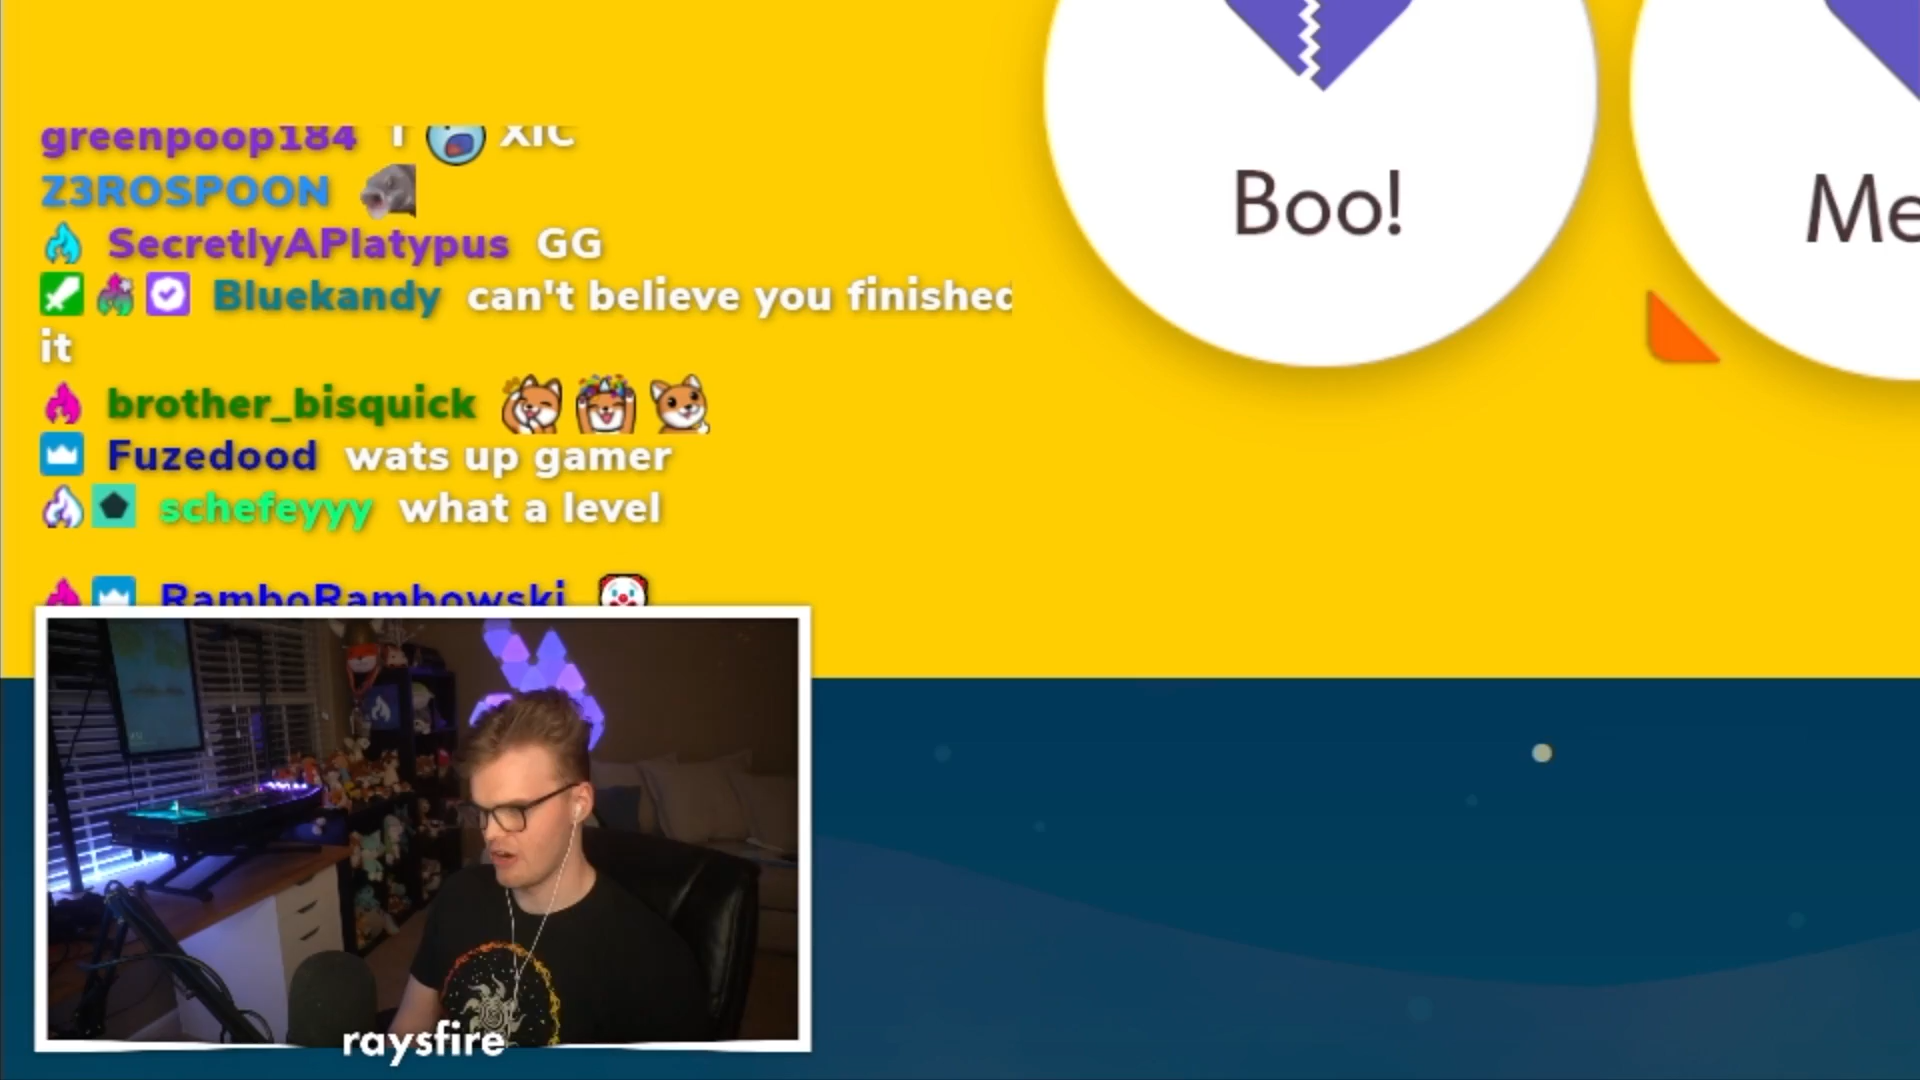 greenpoop184
Z3ROSPOON
SecretlyAPlatypus GG
Bluekandy can't believe you finished
it
brother_bisquick
Fuzedood wats up gamer
schefeyyy what a level
RamboRambowski
Boo!
raysfire